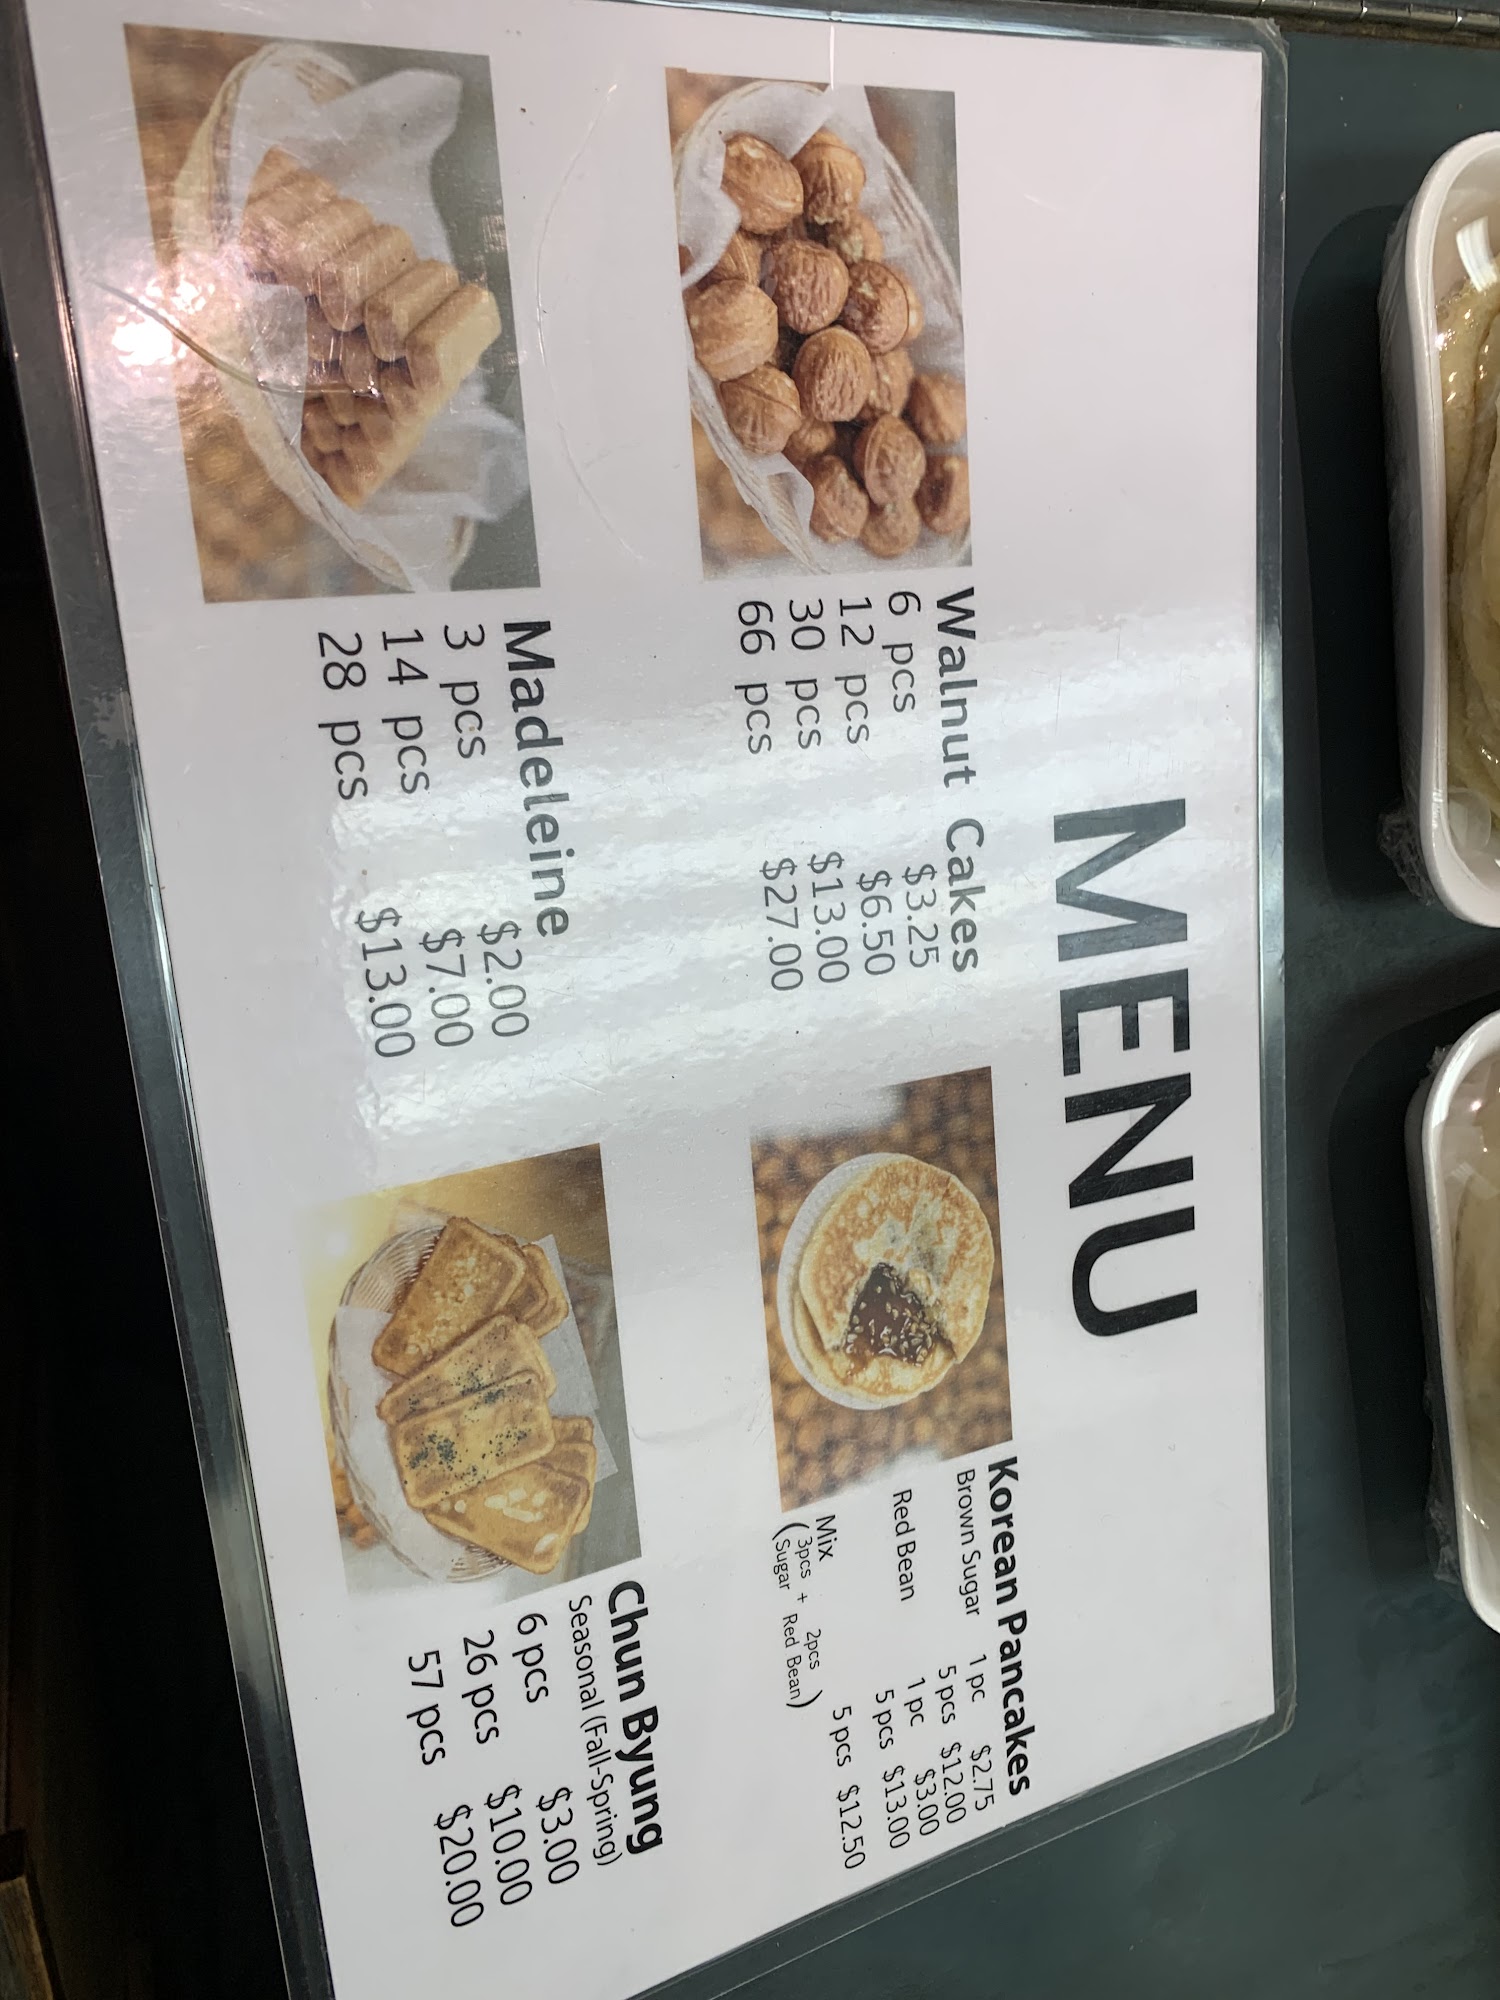 MENU
Walnut Cakes
6 pcs $3.25
12 pcs $6.50
30 pcs $13.00
66 pcs $27.00
Korean Pancakes
Brown Sugar 1 pc $2.75
5 pcs $12.00
Red Bean 1 pc $3.00
5 pcs $13.00
Mix 5 pcs $12.50
( 3pcs + 2pcs )
( Sugar Red Bean )
Madeleine
3 pcs $2.00
14 pcs $7.00
28 pcs $13.00
Chun Byung
Seasonal (Fall-Spring)
6 pcs $3.00
26 pcs $10.00
57 pcs $20.00